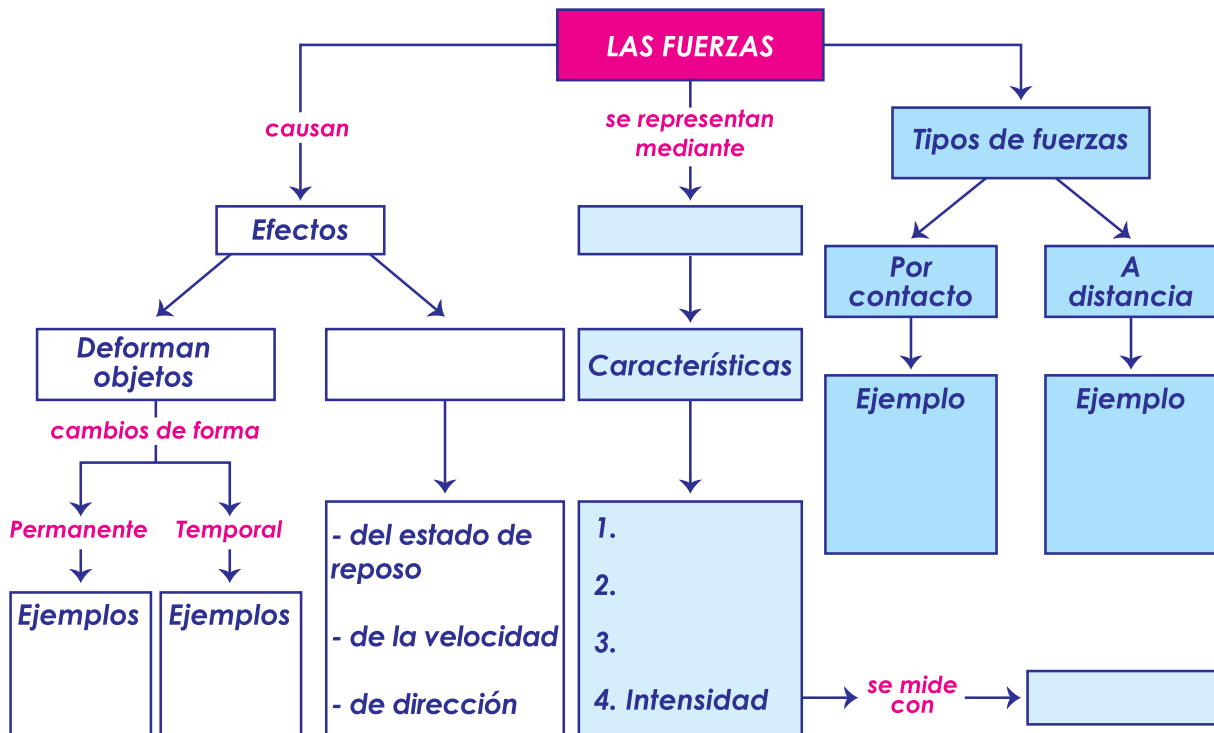 LAS FUERZAS
causan
se representan
mediante
Tipos de fuerzas
Efectos
Por
contacto
A
distancia
Deforman
objetos
Características
Ejemplo
Ejemplo
cambios de forma
Permanente
Temporal
- del estado de
reposo
- de la velocidad
- de dirección
1.
2.
3.
4. Intensidad
Ejemplos
Ejemplos
se mide
con